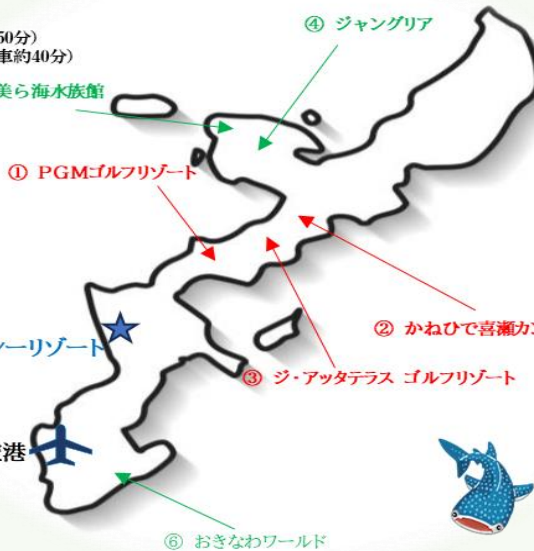 50分)
車約40分)
④ ジャングリア
美ら海水族館
① PGMゴルフリゾート
② かねひで喜瀬カン
ーリゾート
③ ジ・アッタテラス ゴルフリゾート
港
⑥ おきなわワールド